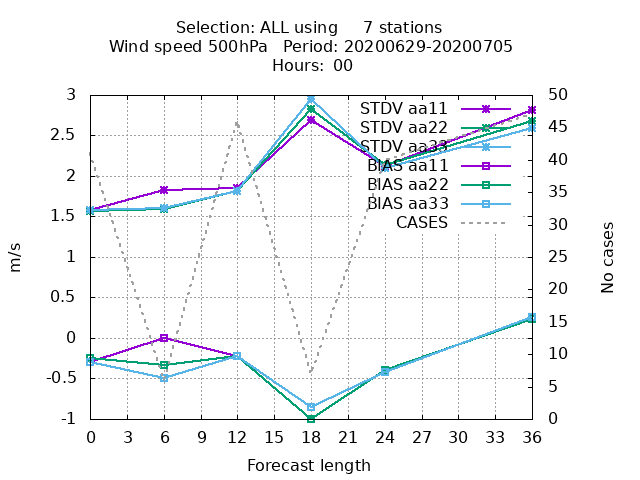 Selection: ALL using 7 stations
Wind speed 500hPa Period: 20200629-20200705
Hours: 00
STDV aa11
STDV aa22
STDV aa33
BIAS aa11
BIAS aa22
BIAS aa33
CASES
3
2.5
2
1.5
1
0.5
0
-0.5
-1
m/s
50
45
40
35
30
25
20
15
10
5
0
No cases
0 3 6 9 12 15 18 21 24 27 30 33 36
Forecast length